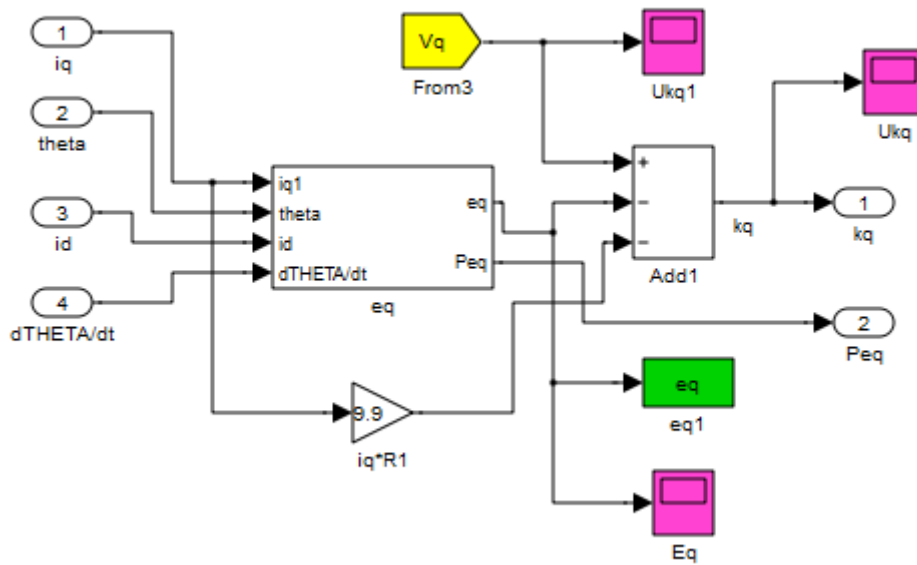 1
iq
2
theta
3
id
4
dTHETA/dt
Vq
From3
Ukq1
Ukq
iq1
theta
id
dTHETA/dt
eq
Peq
eq
+
−
−
Add1
kq
1
kq
2
Peq
9.9
iq*R1
eq
eq1
Eq